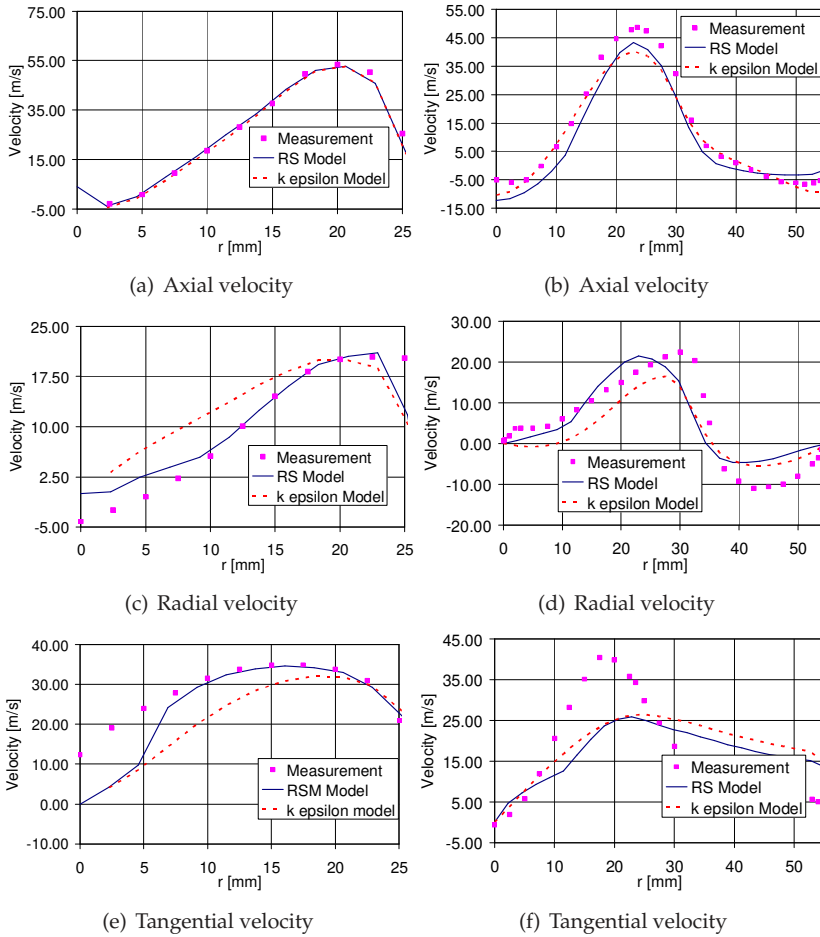 75.00
55.00
35.00
15.00
-5.00
Velocity [m/s]
Measurement
RS Model
k epsilon Model
0 5 10 15 20 25
r [mm]
(a) Axial velocity
55.00
45.00
35.00
25.00
15.00
5.00
-5.00
-15.00
Velocity [m/s]
Measurement
RS Model
k epsilon Model
0 10 20 30 40 50
r [mm]
(b) Axial velocity
25.00
17.50
10.00
2.50
-5.00
Velocity [m/s]
Measurement
RS Model
k epsilon Model
0 5 10 15 20 25
r [mm]
(c) Radial velocity
30.00
20.00
10.00
0.00
-10.00
-20.00
Velocity [m/s]
Measurement
RS Model
k epsilon Model
0 10 20 30 40 50
r [mm]
(d) Radial velocity
40.00
30.00
20.00
10.00
0.00
-10.00
Velocity [m/s]
Measurement
RSM Model
k epsilon model
0 5 10 15 20 25
r [mm]
(e) Tangential velocity
45.00
35.00
25.00
15.00
5.00
-5.00
Velocity [m/s]
Measurement
RS Model
k epsilon Model
0 10 20 30 40 50
r [mm]
(f) Tangential velocity